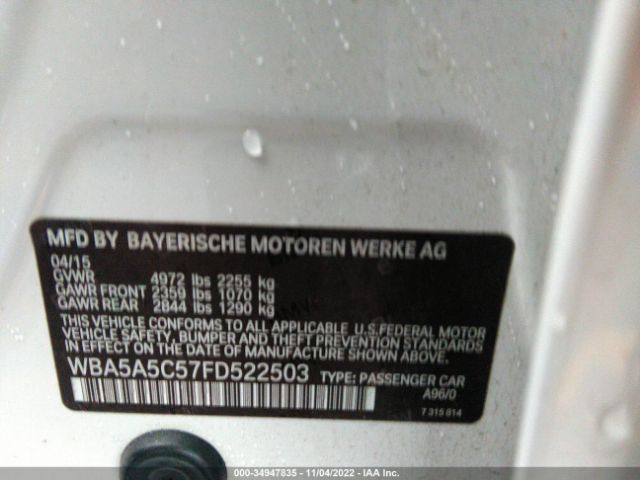 MFD BY BAYERISCHE MOTOREN WERKE AG
04/15
GVWR 4972 lbs 2255 kg
GAWR FRONT 2359 lbs 1070 kg
GAWR REAR 2844 lbs 1290 kg
THIS VEHICLE CONFORMS TO ALL APPLICABLE U.S.FEDERAL MOTOR
VEHICLE SAFETY, BUMPER AND THEFT PREVENTION STANDARDS
IN EFFECT ON THE DATE OF MANUFACTURE SHOWN ABOVE.
WBA5A5C57FD522503 TYPE: PASSENGER CAR
A96/0
7 315 814
000-34947835 - 11/04/2022 - IAA Inc.